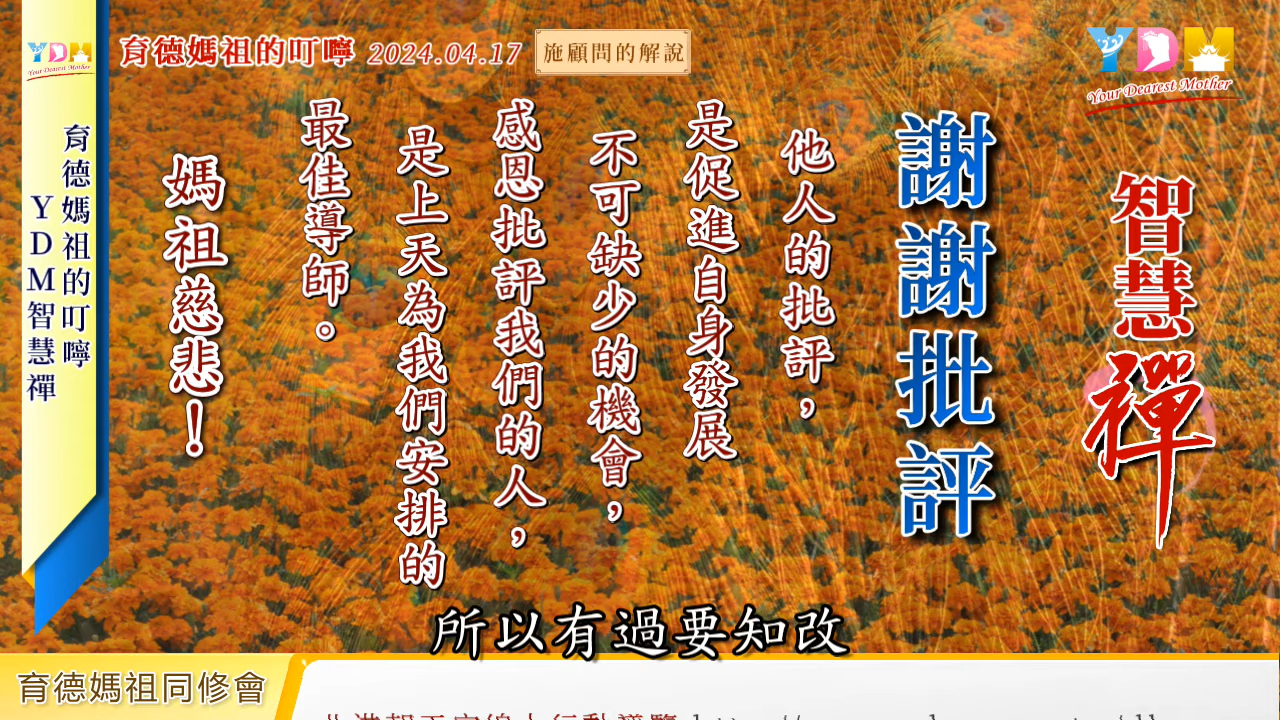 育德媽祖的叮嚀 2024.04.17 施顧問的解說
YDM
Your Dearest Mother
YDM
Your Dearest Mother
育德媽祖的叮嚀
YDM智慧禪
智慧禪
謝謝批評
他人的批評，
是促進自身發展
不可缺少的機會，
感恩批評我們的人，
是上天為我們安排的
最佳導師。
媽祖慈悲！
所以有過要知改
育德媽祖同修會